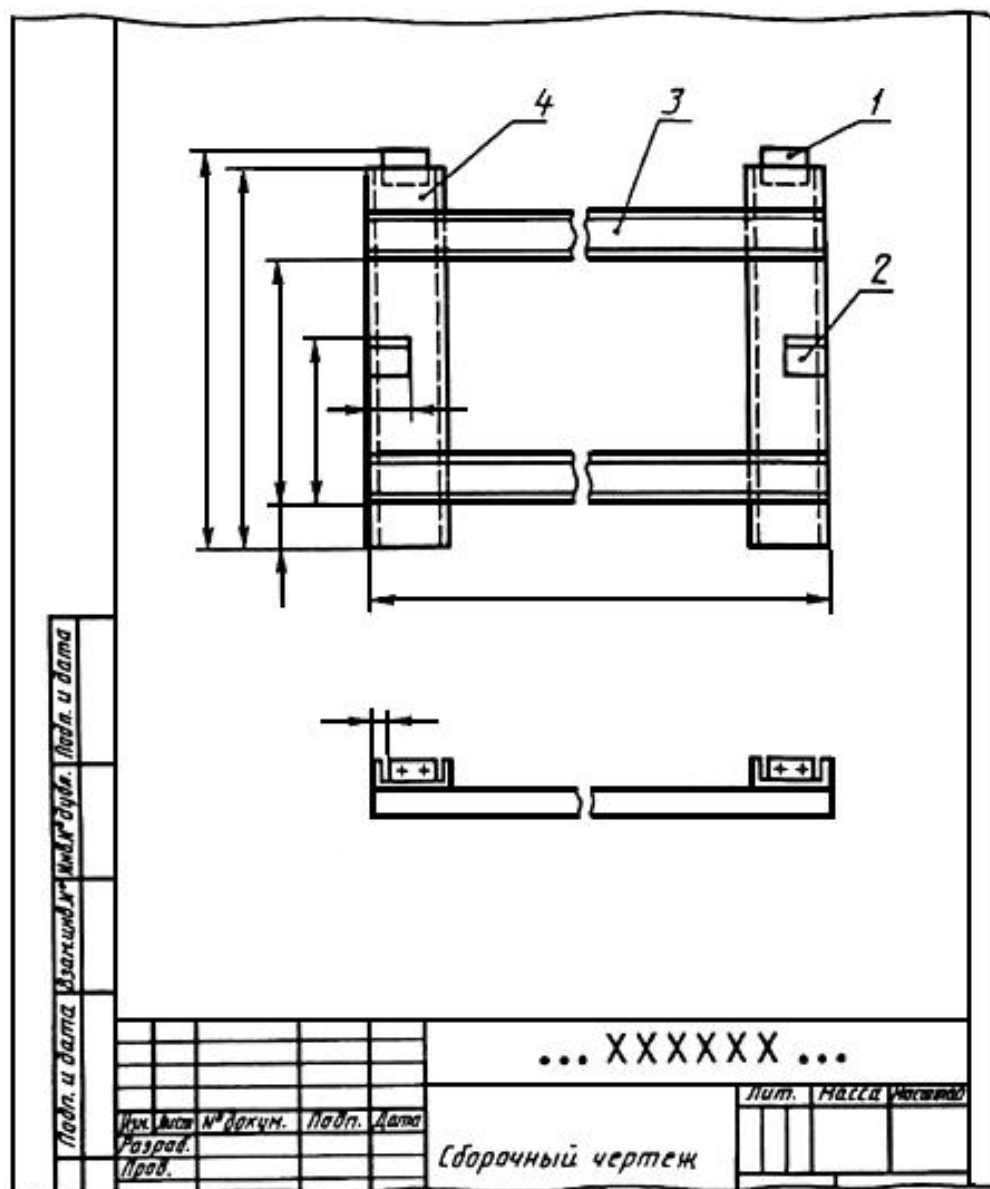 4
3
1
2
Подп. и дата
Инв.№ дубл.
Взам.инв.№
Подп. и дата
... XXXXXX ...
Лит. Масса Масштаб
Изм. Лист № докум. Подп. Дата
Разраб.
Пров.
Сборочный чертеж